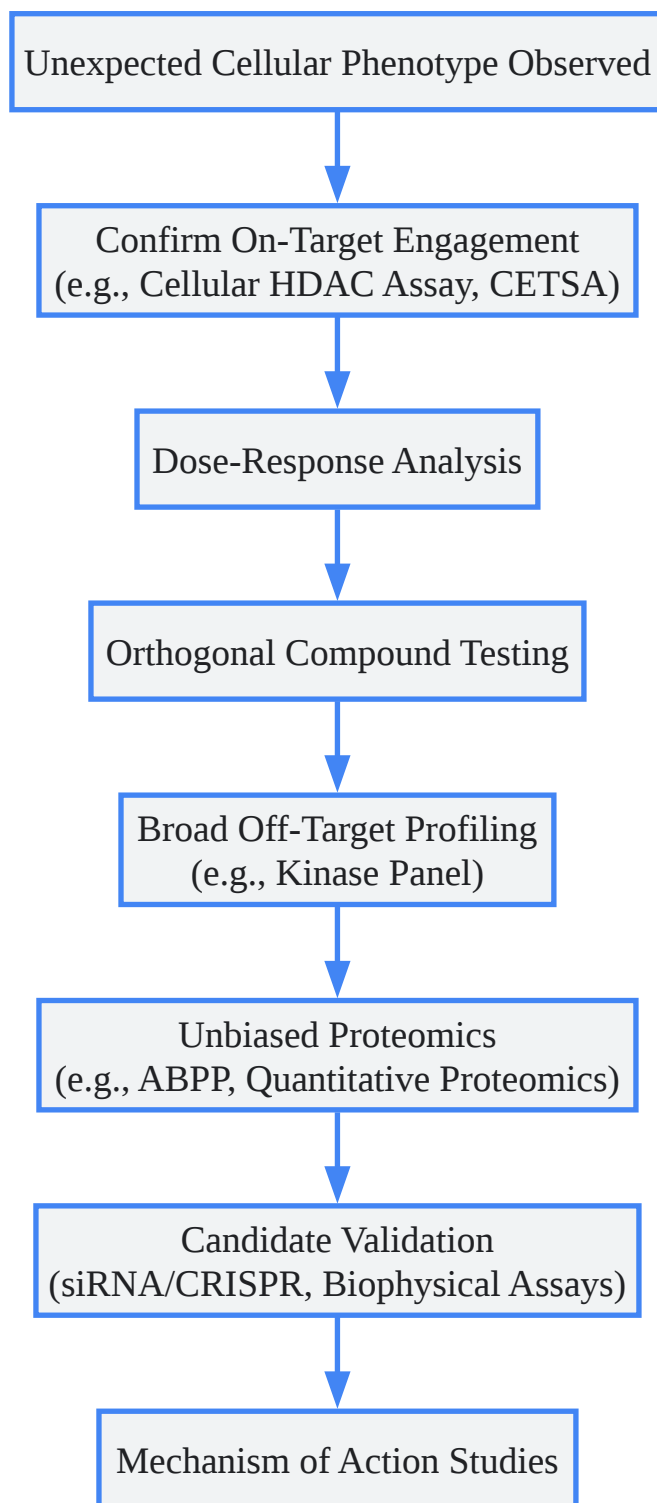 Unexpected Cellular Phenotype Observed
Confirm On-Target Engagement
(e.g., Cellular HDAC Assay, CETSA)
Dose-Response Analysis
Orthogonal Compound Testing
Broad Off-Target Profiling
(e.g., Kinase Panel)
Unbiased Proteomics
(e.g., ABPP, Quantitative Proteomics)
Candidate Validation
(siRNA/CRISPR, Biophysical Assays)
Mechanism of Action Studies